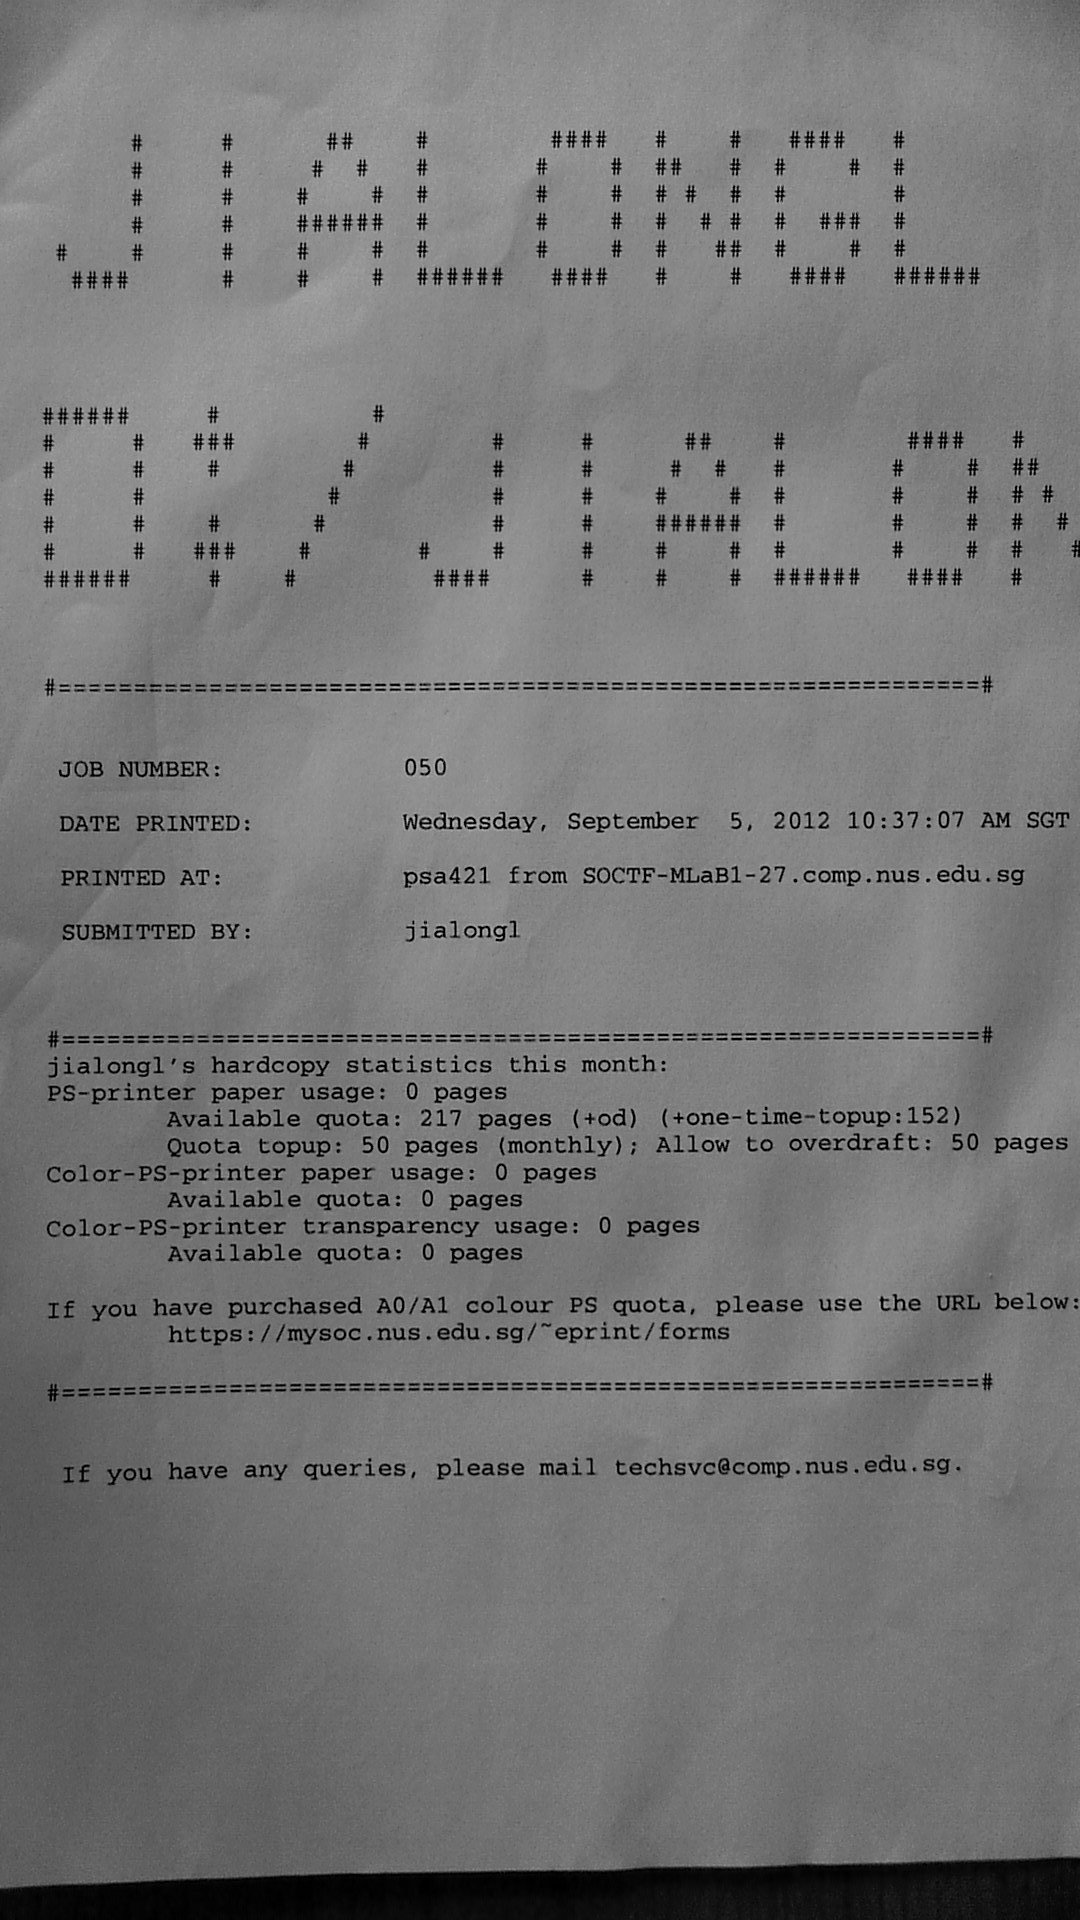 JIALONGL
D:/JIALON
#==============================================================#
JOB NUMBER: 050
DATE PRINTED: Wednesday, September  5, 2012 10:37:07 AM SGT
PRINTED AT: psa421 from SOCTF-MLaB1-27.comp.nus.edu.sg
SUBMITTED BY: jialongl
#==============================================================#
jialongl's hardcopy statistics this month:
PS-printer paper usage: 0 pages
Available quota: 217 pages (+od) (+one-time-topup:152)
Quota topup: 50 pages (monthly); Allow to overdraft: 50 pages
Color-PS-printer paper usage: 0 pages
Available quota: 0 pages
Color-PS-printer transparency usage: 0 pages
Available quota: 0 pages
If you have purchased A0/A1 colour PS quota, please use the URL below:
https://mysoc.nus.edu.sg/~eprint/forms
#==============================================================#
If you have any queries, please mail techsvc@comp.nus.edu.sg.